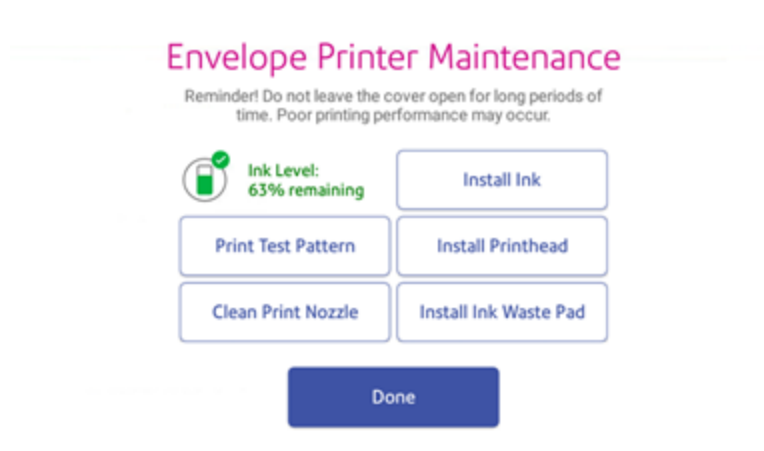 Envelope Printer Maintenance
Reminder! Do not leave the cover open for long periods of
time. Poor printing performance may occur.
Ink Level:
63% remaining
Install Ink
Print Test Pattern
Install Printhead
Clean Print Nozzle
Install Ink Waste Pad
Done